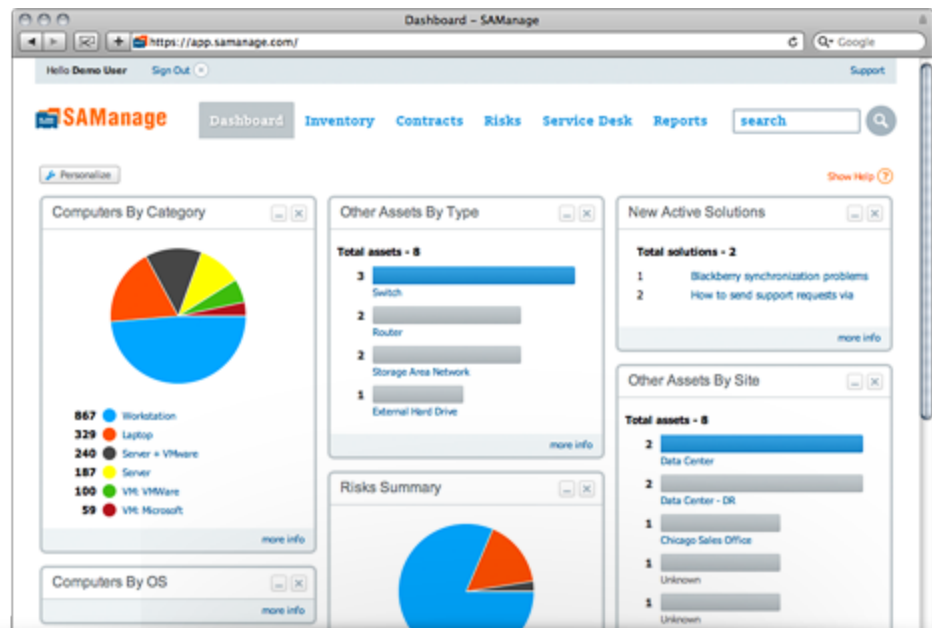 Dashboard – SAManage
https://app.samanage.com/
Google
Hello Demo User Sign Out
Support
SAManage
Dashboard Inventory Contracts Risks Service Desk Reports
search
Personalize
Show Help ?
Computers By Category
867 Workstation
329 Laptop
240 Server + VMware
187 Server
100 VM: VMWare
59 VM: Microsoft
more info
Computers By OS
more info
Other Assets By Type
Total assets - 8
3
Switch
2
Router
2
Storage Area Network
1
External Hard Drive
more info
Risks Summary
New Active Solutions
Total solutions - 2
1 Blackberry synchronization problems
2 How to send support requests via
more info
Other Assets By Site
Total assets - 8
2
Data Center
2
Data Center - DR
1
Chicago Sales Office
1
Unknown
1
Unknown